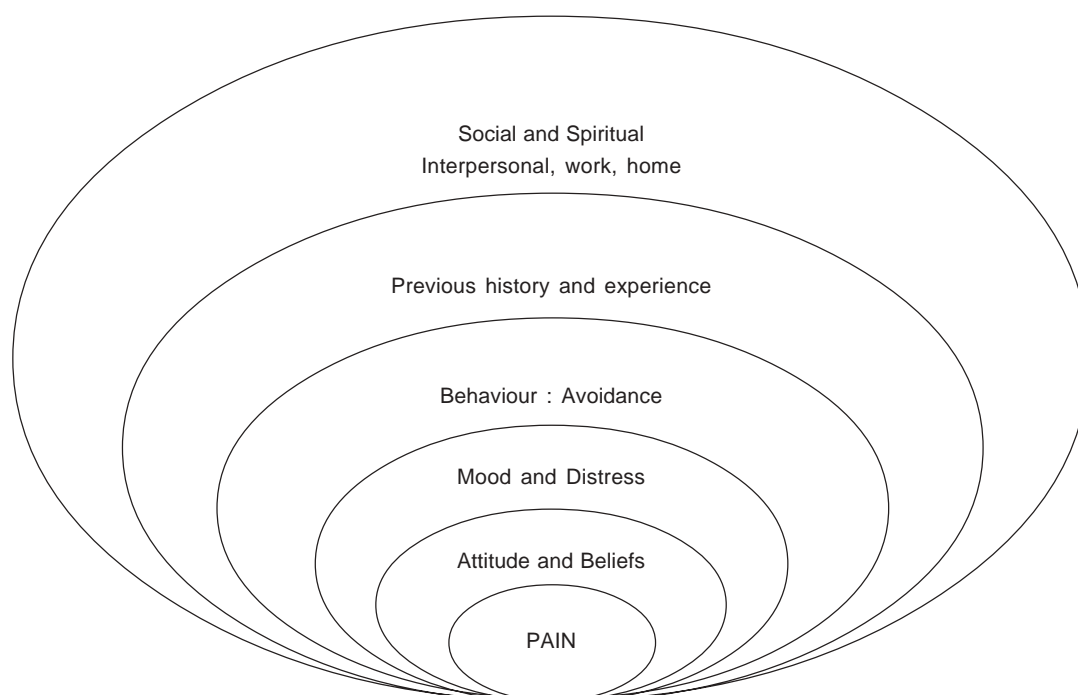 Social and Spiritual
Interpersonal, work, home
Previous history and experience
Behaviour : Avoidance
Mood and Distress
Attitude and Beliefs
PAIN